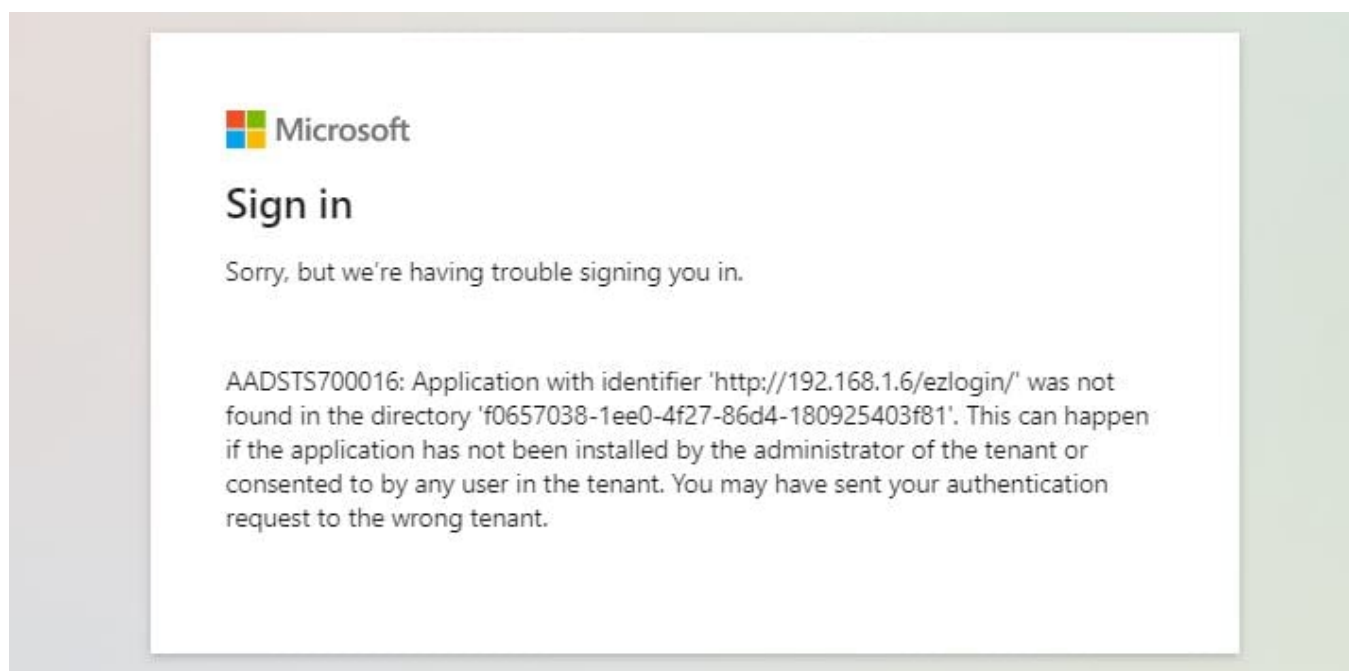 Microsoft
Sign in
Sorry, but we're having trouble signing you in.
AADSTS700016: Application with identifier 'http://192.168.1.6/ezlogin/' was not
found in the directory 'f0657038-1ee0-4f27-86d4-180925403f81'. This can happen
if the application has not been installed by the administrator of the tenant or
consented to by any user in the tenant. You may have sent your authentication
request to the wrong tenant.